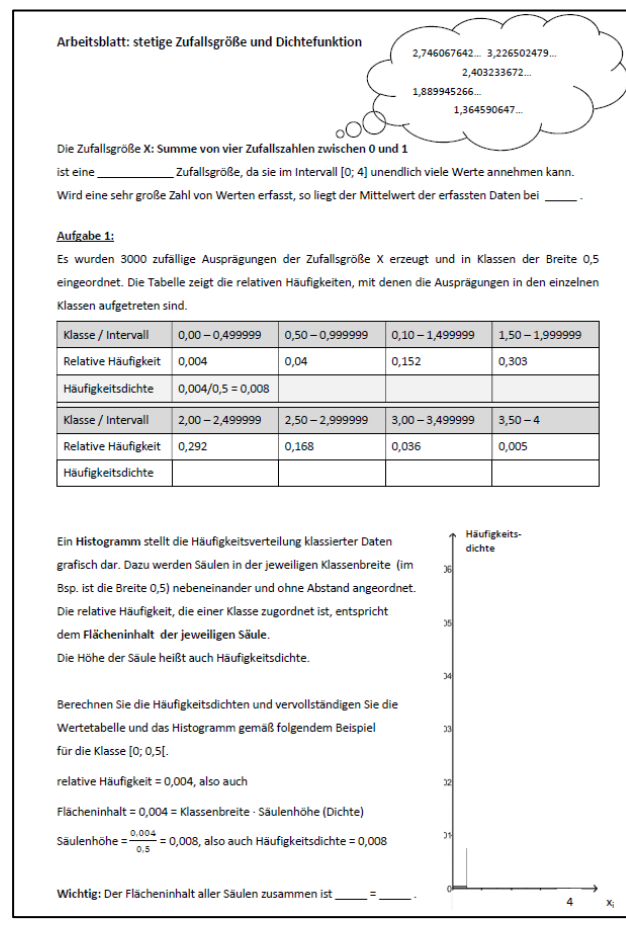 Arbeitsblatt: stetige Zufallsgröße und Dichtefunktion
2,746067642... 3,226502479...
2,403233672...
1,889945266...
1,364590647...
Die Zufallsgröße X: Summe von vier Zufallszahlen zwischen 0 und 1
ist eine ____________ Zufallsgröße, da sie im Intervall [0; 4] unendlich viele Werte annehmen kann.
Wird eine sehr große Zahl von Werten erfasst, so liegt der Mittelwert der erfassten Daten bei _____ .
Aufgabe 1:
Es wurden 3000 zufällige Ausprägungen der Zufallsgröße X erzeugt und in Klassen der Breite 0,5
eingeordnet. Die Tabelle zeigt die relativen Häufigkeiten, mit denen die Ausprägungen in den einzelnen
Klassen aufgetreten sind.
Klasse / Intervall 0,00 – 0,499999 0,50 – 0,999999 0,10 – 1,499999 1,50 – 1,999999
Relative Häufigkeit 0,004 0,04 0,152 0,303
Häufigkeitsdichte 0,004/0,5 = 0,008
Klasse / Intervall 2,00 – 2,499999 2,50 – 2,999999 3,00 – 3,499999 3,50 – 4
Relative Häufigkeit 0,292 0,168 0,036 0,005
Häufigkeitsdichte
Ein Histogramm stellt die Häufigkeitsverteilung klassierter Daten
grafisch dar. Dazu werden Säulen in der jeweiligen Klassenbreite (im
Bsp. ist die Breite 0,5) nebeneinander und ohne Abstand angeordnet.
Die relative Häufigkeit, die einer Klasse zugordnet ist, entspricht
dem Flächeninhalt der jeweiligen Säule.
Die Höhe der Säule heißt auch Häufigkeitsdichte.
Berechnen Sie die Häufigkeitsdichten und vervollständigen Sie die
Wertetabelle und das Histogramm gemäß folgendem Beispiel
für die Klasse [0; 0,5[.
relative Häufigkeit = 0,004, also auch
Flächeninhalt = 0,004 = Klassenbreite · Säulenhöhe (Dichte)
Säulenhöhe = 0,004/0,5 = 0,008, also auch Häufigkeitsdichte = 0,008
Wichtig: Der Flächeninhalt aller Säulen zusammen ist _____ = _____ .
Häufigkeits-
dichte
06
05
04
03
02
01
0
4 xᵢ